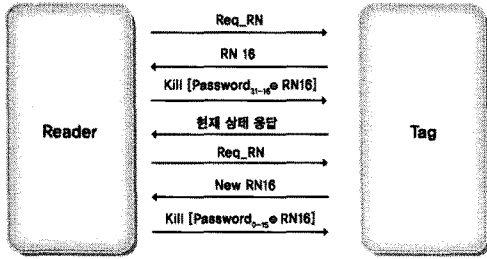 Req_RN
RN 16
Kill [Password₃₁₋₁₆⊕ RN16]
Reader
현재 상태 응답
Tag
Req_RN
New RN16
Kill [Password₀₋₁₅⊕ RN16]